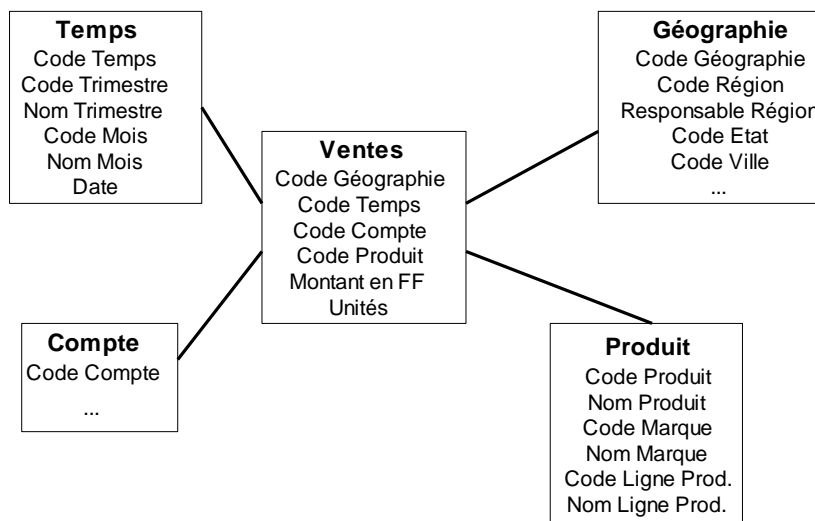 Temps
Code Temps
Code Trimestre
Nom Trimestre
Code Mois
Nom Mois
Date
Géographie
Code Géographie
Code Région
Responsable Région
Code Etat
Code Ville
...
Ventes
Code Géographie
Code Temps
Code Compte
Code Produit
Montant en FF
Unités
Compte
Code Compte
...
Produit
Code Produit
Nom Produit
Code Marque
Nom Marque
Code Ligne Prod.
Nom Ligne Prod.